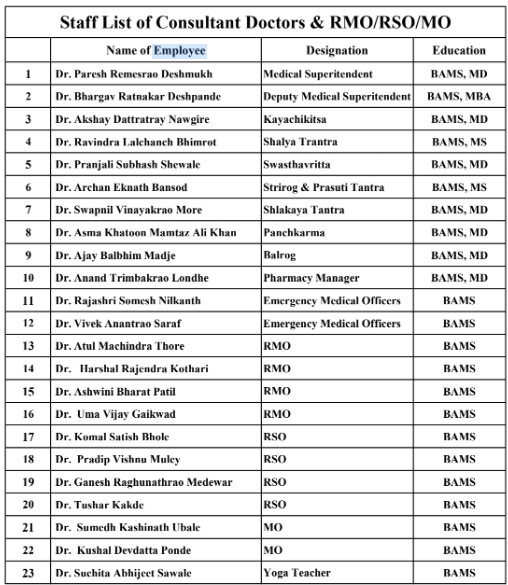 Staff List of Consultant Doctors & RMO/RSO/MO
Name of Employee Designation Education
1 Dr. Paresh Remesrao Deshmukh Medical Superitendent BAMS, MD
2 Dr. Bhargav Ratnakar Deshpande Deputy Medical Superitendent BAMS, MBA
3 Dr. Akshay Dattratray Nawgire Kayachikitsa BAMS, MD
4 Dr. Ravindra Lalchanch Bhimrot Shalya Trantra BAMS, MS
5 Dr. Pranjali Subhash Shewale Swasthavritta BAMS, MD
6 Dr. Archan Eknath Bansod Strirog & Prasuti Tantra BAMS, MS
7 Dr. Swapnil Vinayakrao More Shlakaya Tantra BAMS, MD
8 Dr. Asma Khatoon Mamtaz Ali Khan Panchkarma BAMS, MD
9 Dr. Ajay Balbhim Madje Balrog BAMS, MD
10 Dr. Anand Trimbakrao Londhe Pharmacy Manager BAMS, MD
11 Dr. Rajashri Somesh Nilkanth Emergency Medical Officers BAMS
12 Dr. Vivek Anantrao Saraf Emergency Medical Officers BAMS
13 Dr. Atul Machindra Thore RMO BAMS
14 Dr. Harshal Rajendra Kothari RMO BAMS
15 Dr. Ashwini Bharat Patil RMO BAMS
16 Dr. Uma Vijay Gaikwad RMO BAMS
17 Dr. Komal Satish Bhole RSO BAMS
18 Dr. Pradip Vishnu Muley RSO BAMS
19 Dr. Ganesh Raghunathrao Medewar RSO BAMS
20 Dr. Tushar Kakde RSO BAMS
21 Dr. Sumedh Kashinath Ubale MO BAMS
22 Dr. Kushal Devdatta Ponde MO BAMS
23 Dr. Suchita Abhijeet Sawale Yoga Teacher BAMS